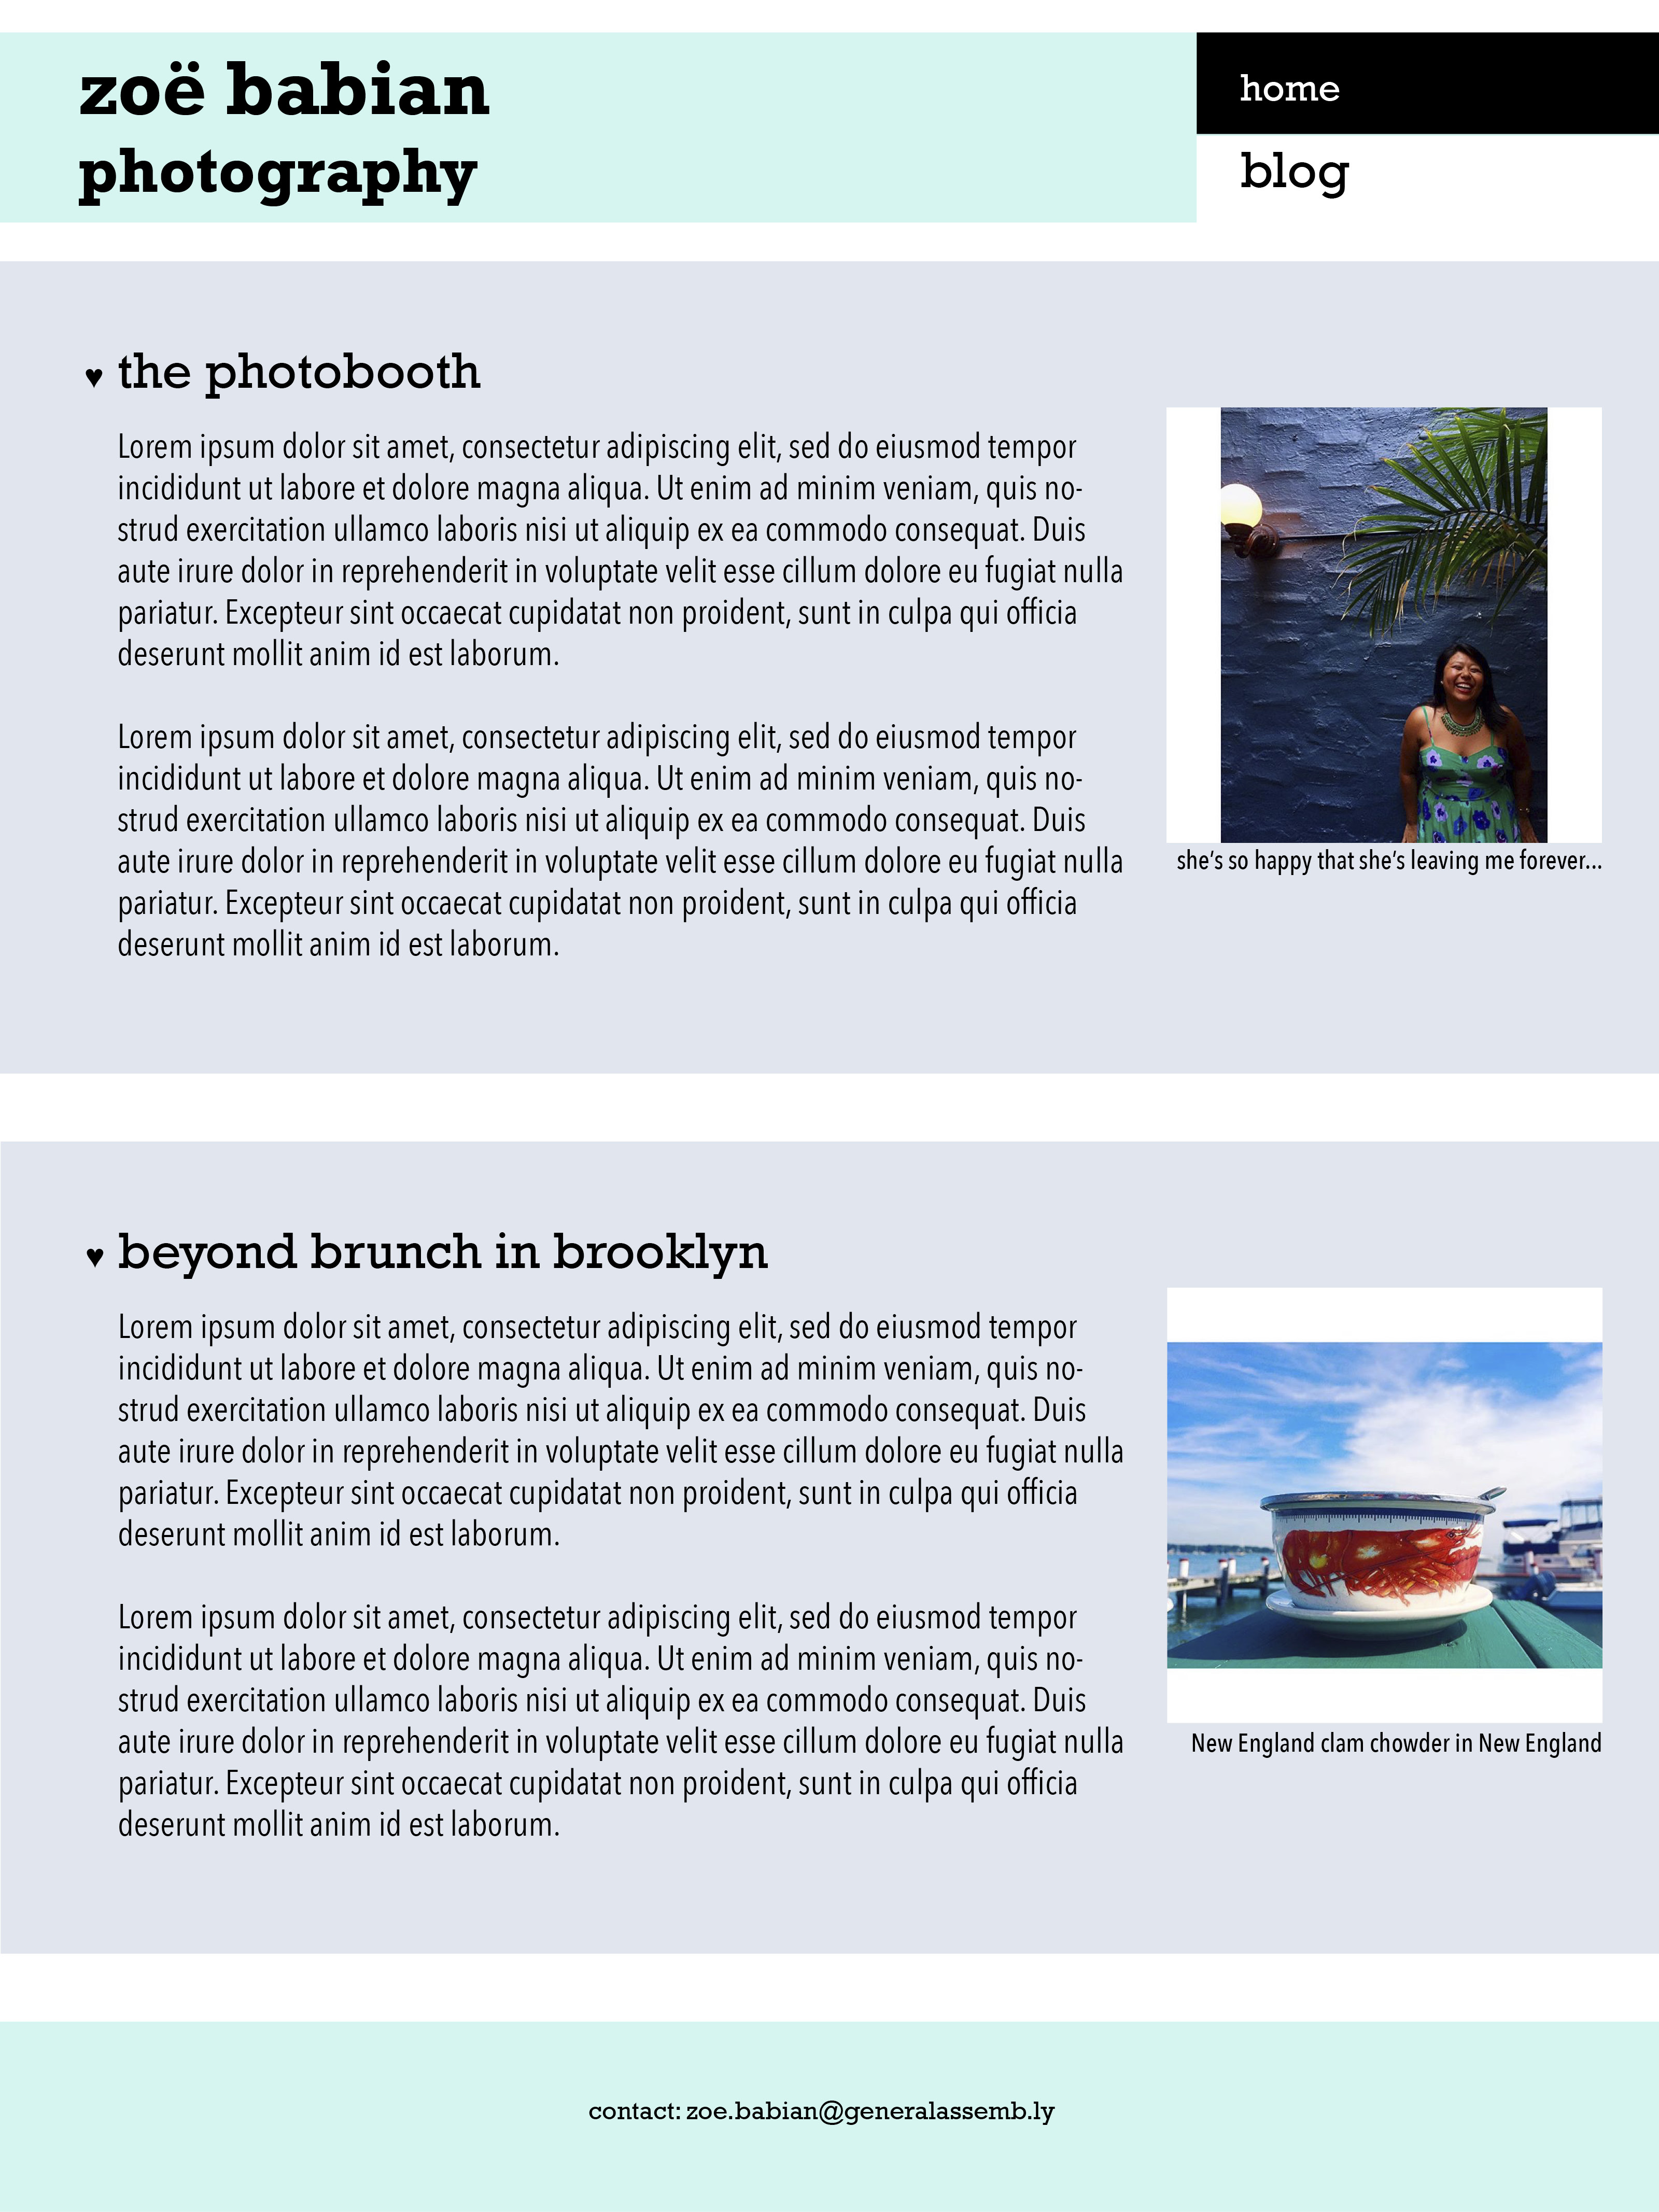 zoë babian
photography
home
blog
♥ the photobooth
Lorem ipsum dolor sit amet, consectetur adipiscing elit, sed do eiusmod tempor
incididunt ut labore et dolore magna aliqua. Ut enim ad minim veniam, quis no-
strud exercitation ullamco laboris nisi ut aliquip ex ea commodo consequat. Duis
aute irure dolor in reprehenderit in voluptate velit esse cillum dolore eu fugiat nulla
pariatur. Excepteur sint occaecat cupidatat non proident, sunt in culpa qui officia
deserunt mollit anim id est laborum.
Lorem ipsum dolor sit amet, consectetur adipiscing elit, sed do eiusmod tempor
incididunt ut labore et dolore magna aliqua. Ut enim ad minim veniam, quis no-
strud exercitation ullamco laboris nisi ut aliquip ex ea commodo consequat. Duis
aute irure dolor in reprehenderit in voluptate velit esse cillum dolore eu fugiat nulla
pariatur. Excepteur sint occaecat cupidatat non proident, sunt in culpa qui officia
deserunt mollit anim id est laborum.
she's so happy that she's leaving me forever...
♥ beyond brunch in brooklyn
Lorem ipsum dolor sit amet, consectetur adipiscing elit, sed do eiusmod tempor
incididunt ut labore et dolore magna aliqua. Ut enim ad minim veniam, quis no-
strud exercitation ullamco laboris nisi ut aliquip ex ea commodo consequat. Duis
aute irure dolor in reprehenderit in voluptate velit esse cillum dolore eu fugiat nulla
pariatur. Excepteur sint occaecat cupidatat non proident, sunt in culpa qui officia
deserunt mollit anim id est laborum.
Lorem ipsum dolor sit amet, consectetur adipiscing elit, sed do eiusmod tempor
incididunt ut labore et dolore magna aliqua. Ut enim ad minim veniam, quis no-
strud exercitation ullamco laboris nisi ut aliquip ex ea commodo consequat. Duis
aute irure dolor in reprehenderit in voluptate velit esse cillum dolore eu fugiat nulla
pariatur. Excepteur sint occaecat cupidatat non proident, sunt in culpa qui officia
deserunt mollit anim id est laborum.
New England clam chowder in New England
contact: zoe.babian@generalassemb.ly